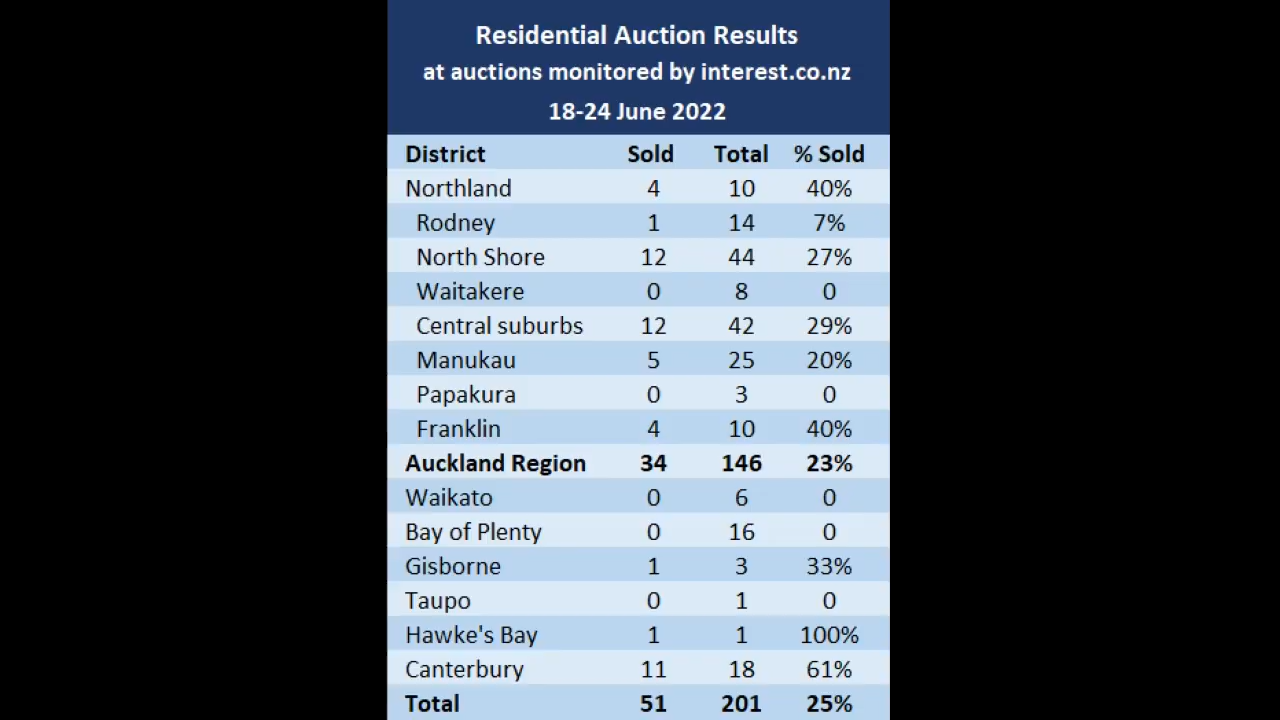 Residential Auction Results
at auctions monitored by interest.co.nz
18-24 June 2022
District Sold Total % Sold
Northland 4 10 40%
Rodney 1 14 7%
North Shore 12 44 27%
Waitakere 0 8 0
Central suburbs 12 42 29%
Manukau 5 25 20%
Papakura 0 3 0
Franklin 4 10 40%
Auckland Region 34 146 23%
Waikato 0 6 0
Bay of Plenty 0 16 0
Gisborne 1 3 33%
Taupo 0 1 0
Hawke's Bay 1 1 100%
Canterbury 11 18 61%
Total 51 201 25%